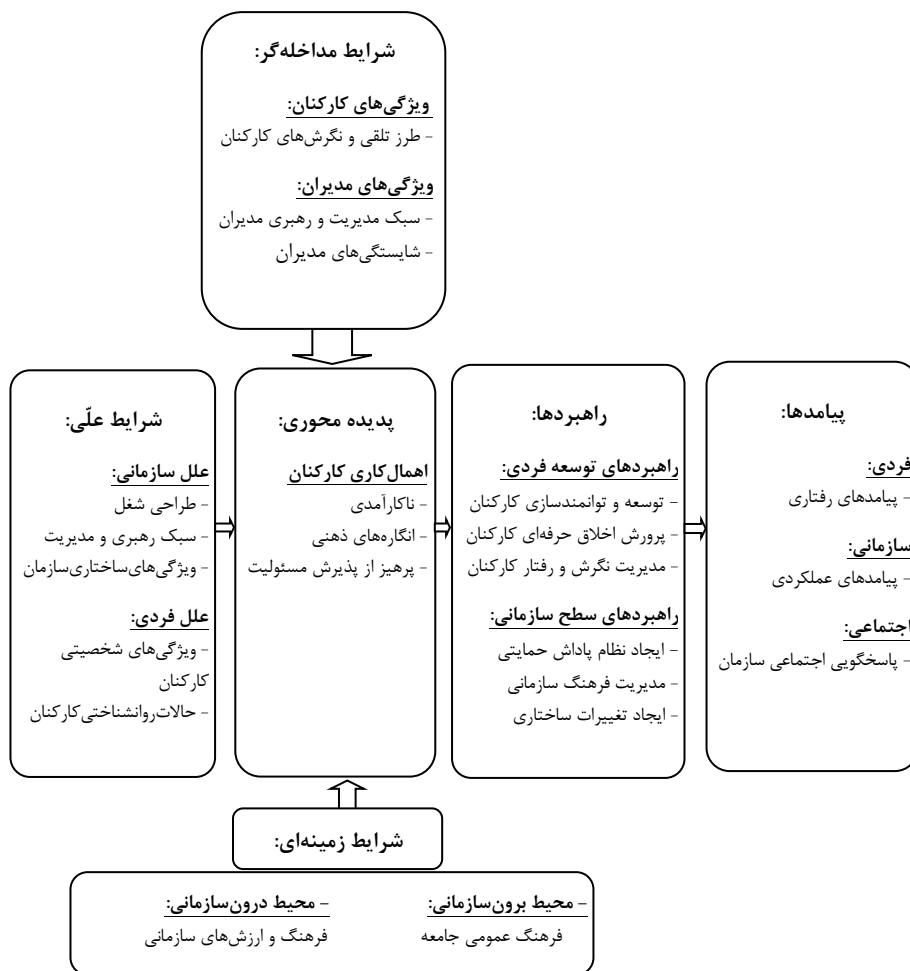 شرایط مداخله‌گر:
ویژگی‌های کارکنان:
- طرز تلقی و نگرش‌های کارکنان
ویژگی‌های مدیران:
- سبک مدیریت و رهبری مدیران
- شایستگی‌های مدیران
شرایط علّی:
علل سازمانی:
- طراحی شغل
- سبک رهبری و مدیریت
- ویژگی‌های‌ساختاری‌سازمان
علل فردی:
- ویژگی‌های شخصیتی
کارکنان
- حالات‌روانشناختی‌کارکنان
پدیده محوری:
اهمال‌کاری کارکنان
- ناکارآمدی
- انگاره‌های ذهنی
- پرهیز از پذیرش مسئولیت
راهبردها:
راهبردهای توسعه فردی:
- توسعه و توانمندسازی کارکنان
- پرورش اخلاق حرفه‌ای کارکنان
- مدیریت نگرش و رفتار کارکنان
راهبردهای سطح سازمانی:
- ایجاد نظام پاداش حمایتی
- مدیریت فرهنگ سازمانی
- ایجاد تغییرات ساختاری
پیامدها:
فردی:
- پیامدهای رفتاری
سازمانی:
- پیامدهای عملکردی
اجتماعی:
- پاسخگویی اجتماعی سازمان
شرایط زمینه‌ای:
- محیط برون‌سازمانی:
فرهنگ عمومی جامعه
- محیط درون‌سازمانی:
فرهنگ و ارزش‌های سازمانی